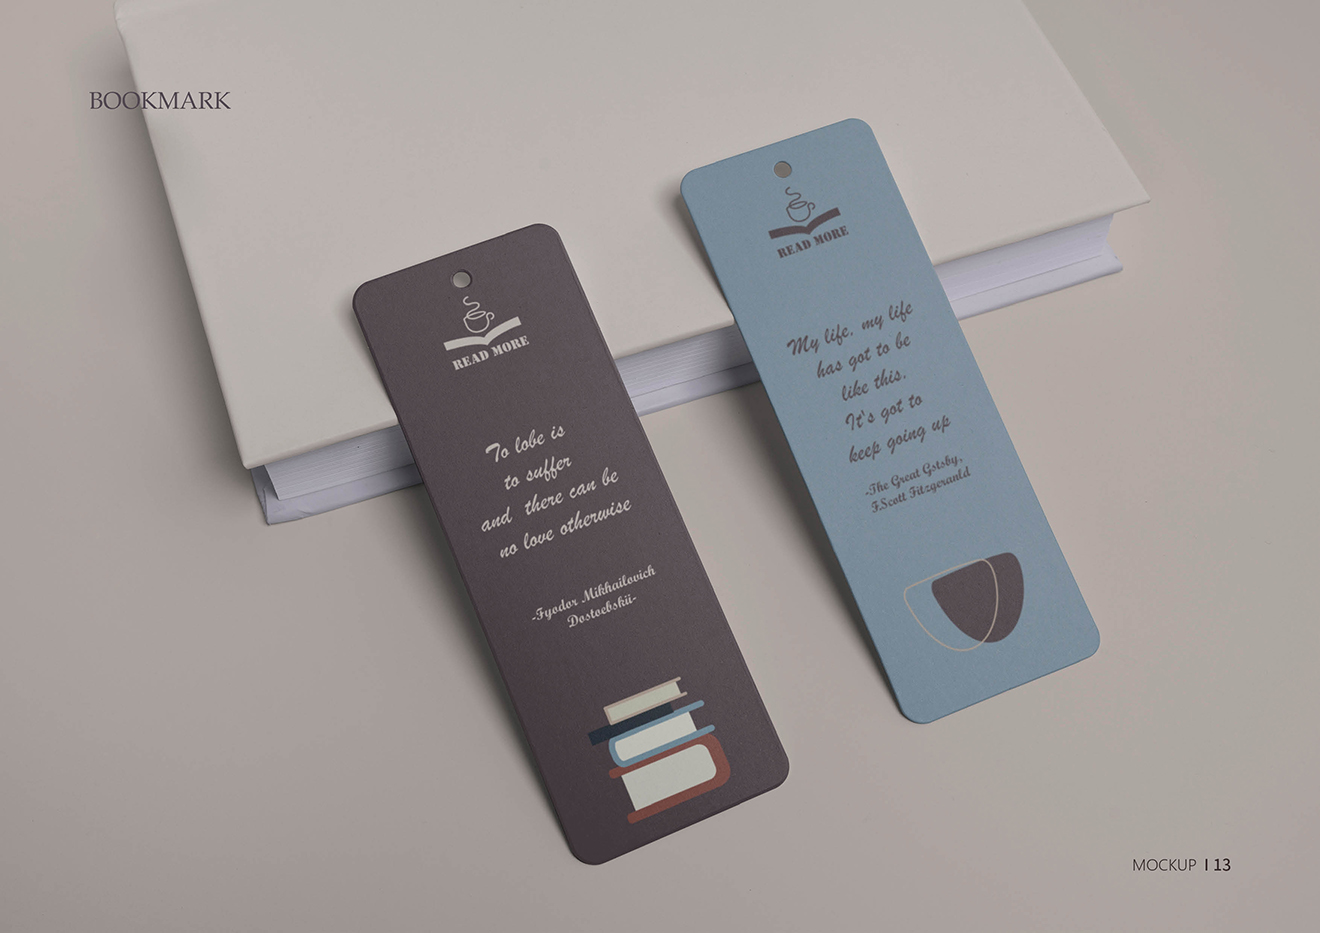 BOOKMARK
READ MORE
To lobe is
to suffer
and there can be
no love otherwise
-Fyodor Mikhailovich
Dostoebskii-
READ MORE
My life, my life
has got to be
like this.
It's got to
keep going up
-The Great Gstsby,
F.Scott Fitzgeranld
MOCKUP I 13